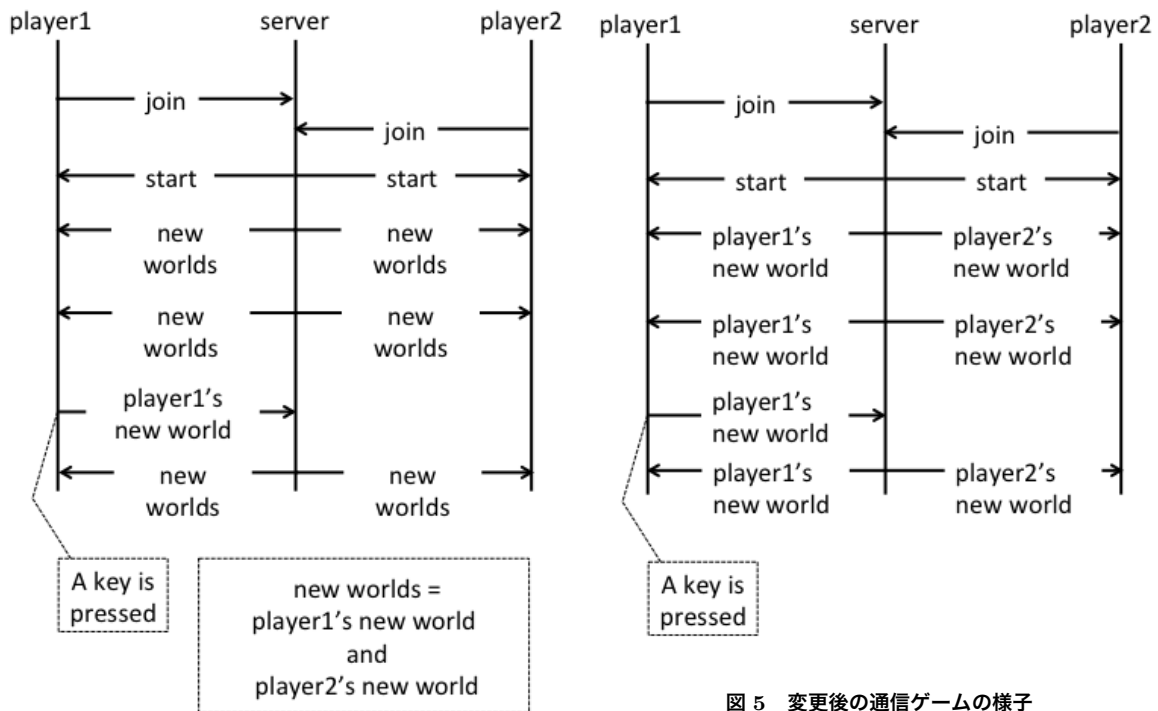 player1 server player2
join
join
start start
new new
worlds worlds
new new
worlds worlds
player1's
new world
new new
worlds worlds
A key is
pressed
new worlds =
player1's new world
and
player2's new world
player1 server player2
join
join
start start
player1's player2's
new world new world
player1's player2's
new world new world
player1's
new world
player1's player2's
new world new world
A key is
pressed
図 5 変更後の通信ゲームの様子